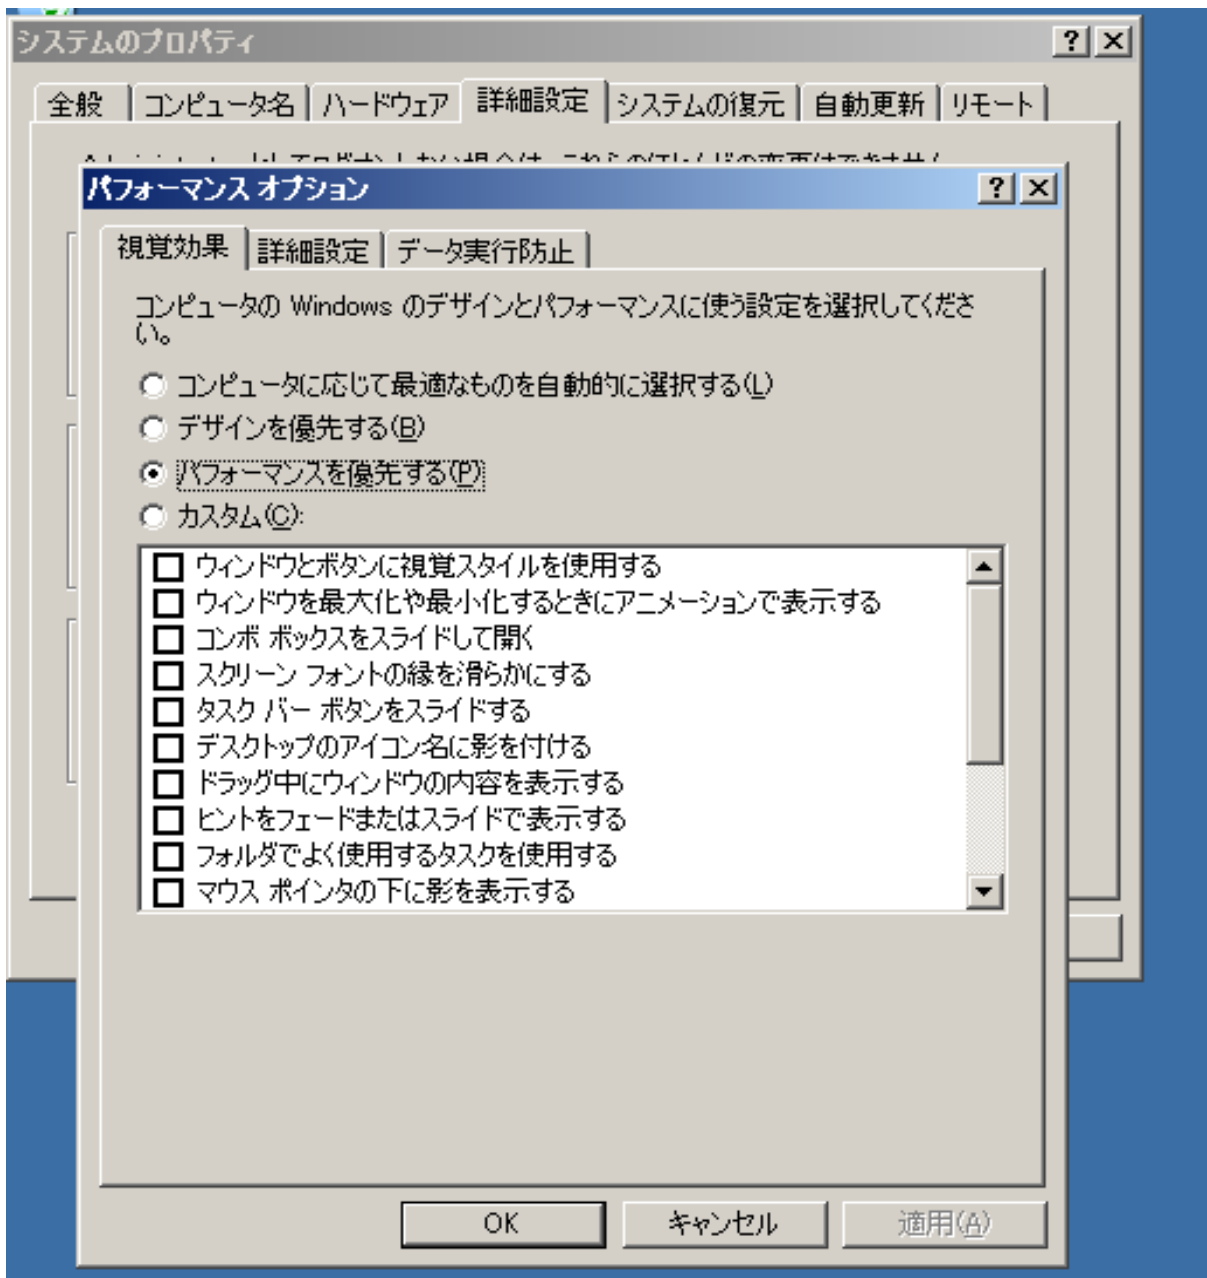 システムのプロパティ
全般
コンピュータ名
ハードウェア
詳細設定
システムの復元
自動更新
リモート
パフォーマンス オプション
視覚効果
詳細設定
データ実行防止
コンピュータの Windows のデザインとパフォーマンスに使う設定を選択してくださ
い。
コンピュータに応じて最適なものを自動的に選択する(L)
デザインを優先する(B)
パフォーマンスを優先する(P)
カスタム(C):
ウィンドウとボタンに視覚スタイルを使用する
ウィンドウを最大化や最小化するときにアニメーションで表示する
コンボ ボックスをスライドして開く
スクリーン フォントの縁を滑らかにする
タスク バー ボタンをスライドする
デスクトップのアイコン名に影を付ける
ドラッグ中にウィンドウの内容を表示する
ヒントをフェードまたはスライドで表示する
フォルダでよく使用するタスクを使用する
マウス ポインタの下に影を表示する
OK
キャンセル
適用(A)